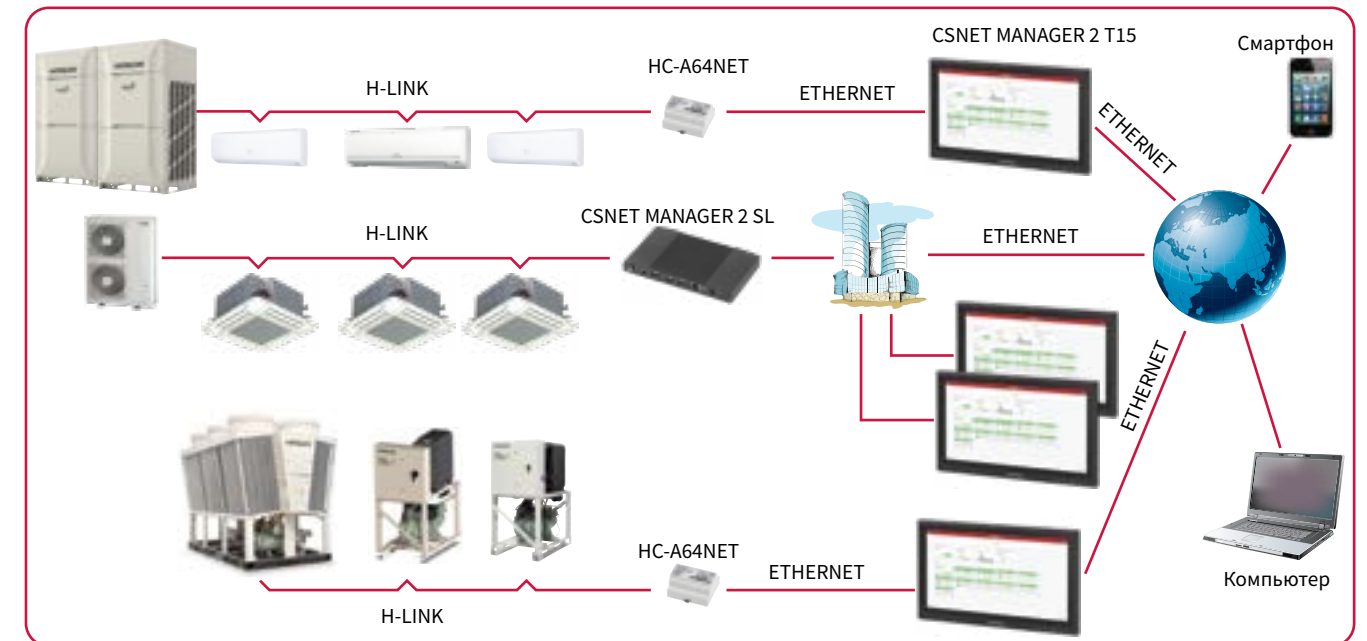 CSNET MANAGER 2 T15
Смартфон
HC-A64NET
H-LINK
ETHERNET
ETHERNET
CSNET MANAGER 2 SL
H-LINK
ETHERNET
ETHERNET
HC-A64NET
ETHERNET
Компьютер
H-LINK